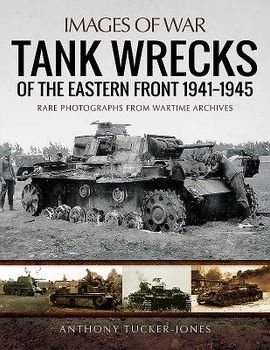 IMAGES OF WAR
TANK WRECKS
OF THE EASTERN FRONT 1941–1945
RARE PHOTOGRAPHS FROM WARTIME ARCHIVES
ANTHONY TUCKER-JONES